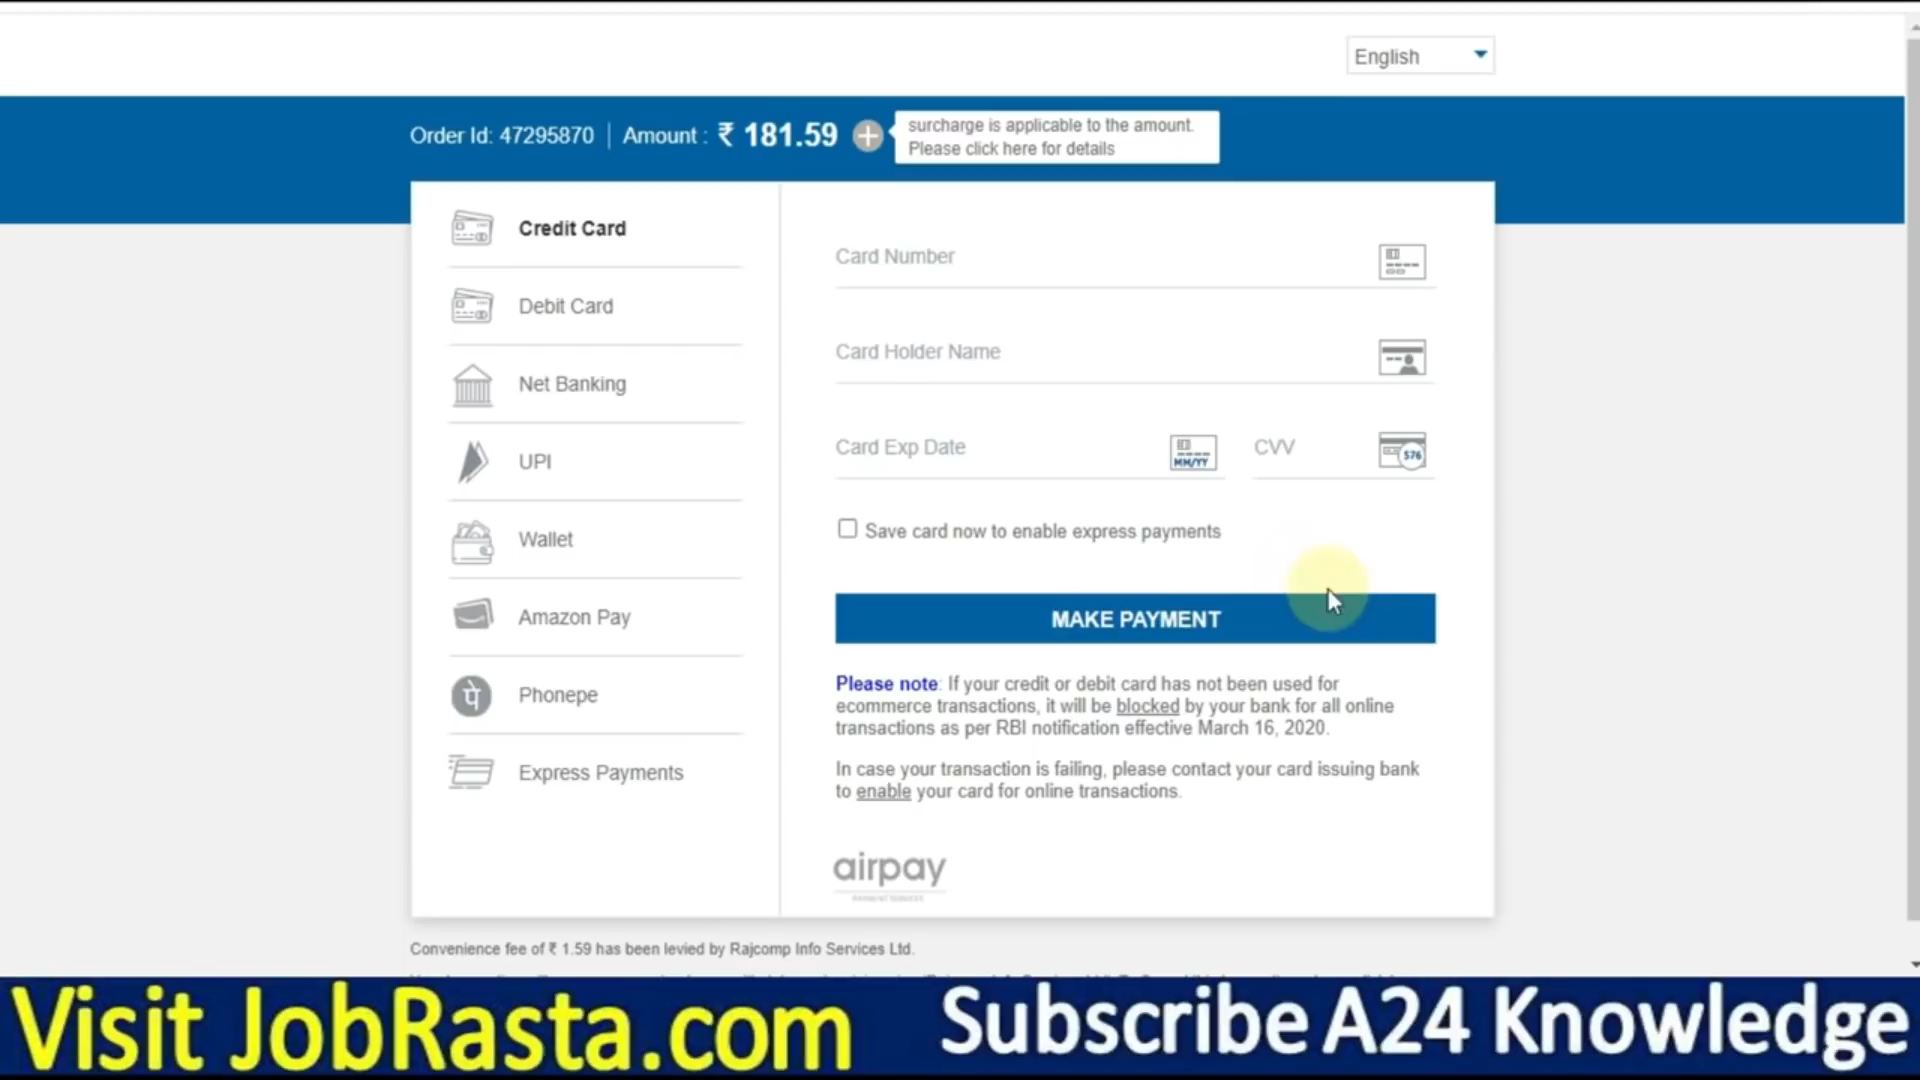 English
Order Id: 47295870 | Amount : ₹ 181.59
surcharge is applicable to the amount.
Please click here for details
Credit Card
Debit Card
Net Banking
UPI
Wallet
Amazon Pay
Phonepe
Express Payments
Card Number
Card Holder Name
Card Exp Date
MM/YY
CVV
576
Save card now to enable express payments
MAKE PAYMENT
Please note: If your credit or debit card has not been used for
ecommerce transactions, it will be blocked by your bank for all online
transactions as per RBI notification effective March 16, 2020.
In case your transaction is failing, please contact your card issuing bank
to enable your card for online transactions.
airpay
PAYMENT SERVICES
Convenience fee of ₹ 1.59 has been levied by Rajcomp Info Services Ltd.
Visit JobRasta.com
Subscribe A24 Knowledge